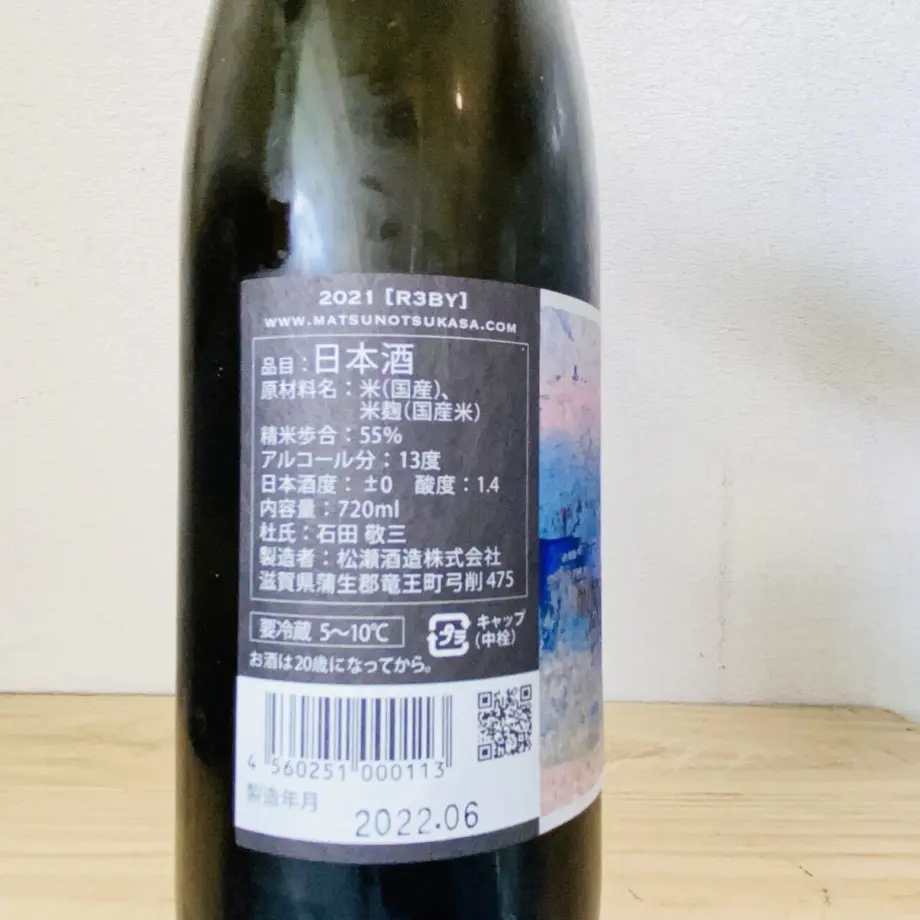 2021 [R3BY]
WWW.MATSUNOTSUKASA.COM
品目：日本酒
原材料名：米（国産）、
米麹（国産米）
精米歩合：55%
アルコール分：13度
日本酒度：±0 酸度：1.4
内容量：720ml
杜氏：石田 敬三
製造者：松瀬酒造株式会社
滋賀県蒲生郡竜王町弓削475
要冷蔵 5～10℃
プラ
キャップ
（中栓）
お酒は20歳になってから。
4 560251 000113
製造年月
2022.06